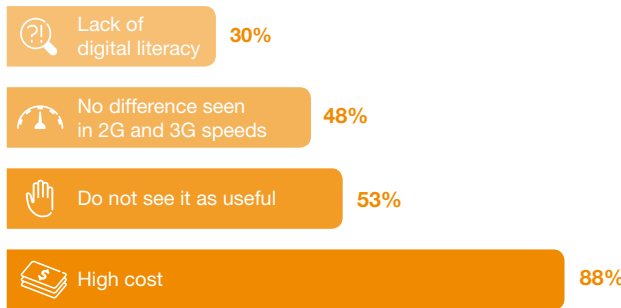 ?!
Lack of
digital literacy
30%
No difference seen
in 2G and 3G speeds
48%
Do not see it as useful
53%
$
High cost
88%